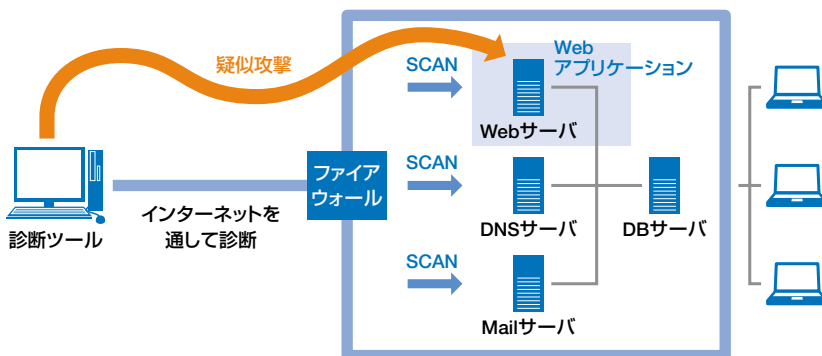 疑似攻撃
Web
アプリケーション
SCAN
Webサーバ
ファイア
ウォール
SCAN
診断ツール
インターネットを
通して診断
DNSサーバ
DBサーバ
SCAN
Mailサーバ